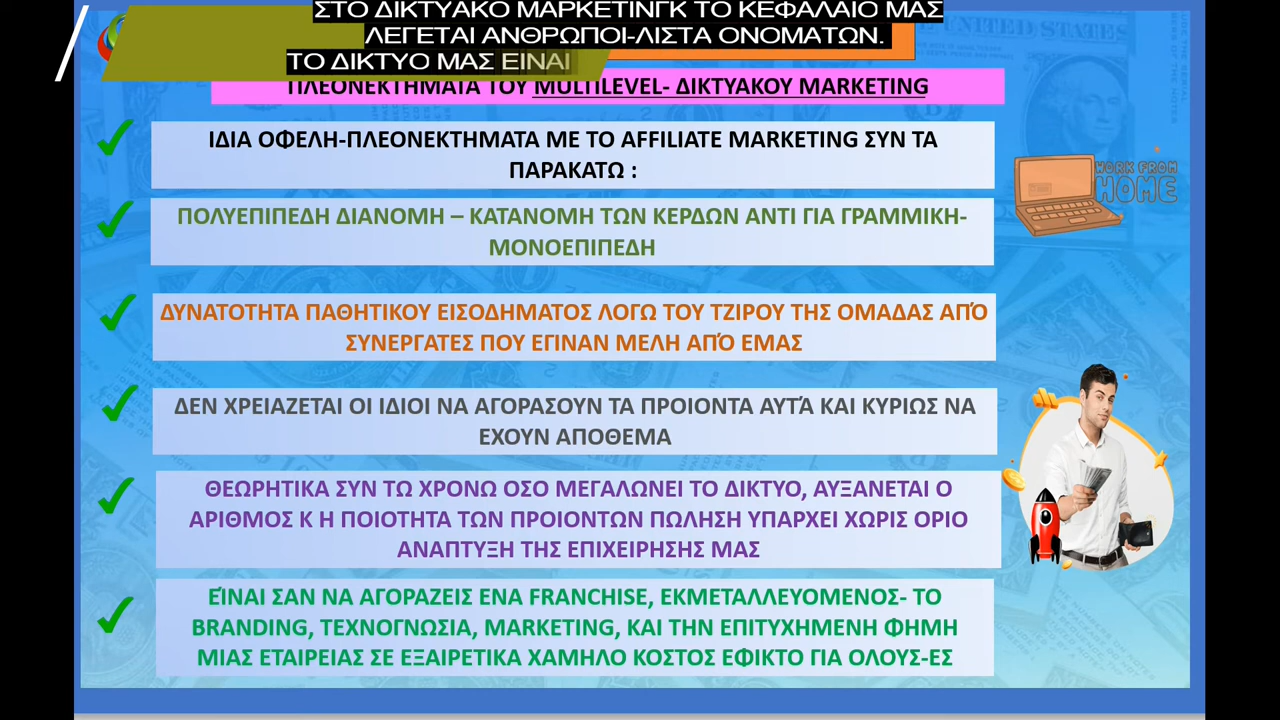 ΣΤΟ ΔΙΚΤΥΑΚΟ ΜΑΡΚΕΤΙΝΓΚ ΤΟ ΚΕΦΑΛΑΙΟ ΜΑΣ
ΛΕΓΕΤΑΙ ΑΝΘΡΩΠΟΙ-ΛΙΣΤΑ ΟΝΟΜΑΤΩΝ.
ΤΟ ΔΙΚΤΥΟ ΜΑΣ ΕΙΝΑΙ
ΠΛΕΟΝΕΚΤΗΜΑΤΑ ΤΟΥ MULTILEVEL- ΔΙΚΤΥΑΚΟΥ MARKETING
ΙΔΙΑ ΟΦΕΛΗ-ΠΛΕΟΝΕΚΤΗΜΑΤΑ ΜΕ ΤΟ AFFILIATE MARKETING ΣΥΝ ΤΑ
ΠΑΡΑΚΑΤΩ :
ΠΟΛΥΕΠΙΠΕΔΗ ΔΙΑΝΟΜΗ – ΚΑΤΑΝΟΜΗ ΤΩΝ ΚΕΡΔΩΝ ΑΝΤΙ ΓΙΑ ΓΡΑΜΜΙΚΗ-
ΜΟΝΟΕΠΙΠΕΔΗ
ΔΥΝΑΤΟΤΗΤΑ ΠΑΘΗΤΙΚΟΥ ΕΙΣΟΔΗΜΑΤΟΣ ΛΟΓΩ ΤΟΥ ΤΖΙΡΟΥ ΤΗΣ ΟΜΑΔΑΣ ΑΠΌ
ΣΥΝΕΡΓΑΤΕΣ ΠΟΥ ΕΓΙΝΑΝ ΜΕΛΗ ΑΠΌ ΕΜΑΣ
ΔΕΝ ΧΡΕΙΑΖΕΤΑΙ ΟΙ ΙΔΙΟΙ ΝΑ ΑΓΟΡΑΣΟΥΝ ΤΑ ΠΡΟΙΟΝΤΑ ΑΥΤΆ ΚΑΙ ΚΥΡΙΩΣ ΝΑ
ΕΧΟΥΝ ΑΠΟΘΕΜΑ
ΘΕΩΡΗΤΙΚΑ ΣΥΝ ΤΩ ΧΡΟΝΩ ΟΣΟ ΜΕΓΑΛΩΝΕΙ ΤΟ ΔΙΚΤΥΟ, ΑΥΞΑΝΕΤΑΙ Ο
ΑΡΙΘΜΟΣ Κ Η ΠΟΙΟΤΗΤΑ ΤΩΝ ΠΡΟΙΟΝΤΩΝ ΠΩΛΗΣΗ ΥΠΑΡΧΕΙ ΧΩΡΙΣ ΟΡΙΟ
ΑΝΑΠΤΥΞΗ ΤΗΣ ΕΠΙΧΕΙΡΗΣΗΣ ΜΑΣ
ΕΊΝΑΙ ΣΑΝ ΝΑ ΑΓΟΡΑΖΕΙΣ ΕΝΑ FRANCHISE, ΕΚΜΕΤΑΛΛΕΥΟΜΕΝΟΣ- ΤΟ
BRANDING, ΤΕΧΝΟΓΝΩΣΙΑ, MARKETING, ΚΑΙ ΤΗΝ ΕΠΙΤΥΧΗΜΕΝΗ ΦΗΜΗ
ΜΙΑΣ ΕΤΑΙΡΕΙΑΣ ΣΕ ΕΞΑΙΡΕΤΙΚΑ ΧΑΜΗΛΟ ΚΟΣΤΟΣ ΕΦΙΚΤΟ ΓΙΑ ΟΛΟΥΣ-ΕΣ
WORK FROM
HOME
UNITED STATES